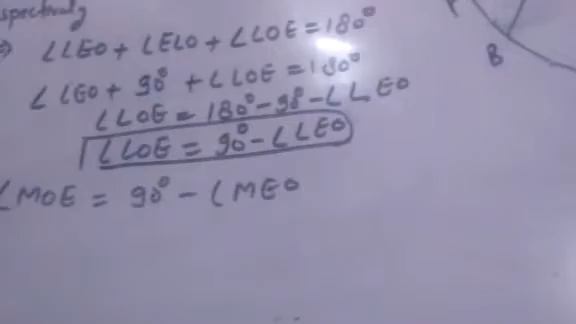 spectively
⇒ ∠LEO + ∠ELO + ∠LOE = 180°
∠LEO + 90° + ∠LOE = 180°
∠LOE = 180° - 90° - ∠LEO
∠LOE = 90° - ∠LEO
∠MOE = 90° - ∠MEO
B